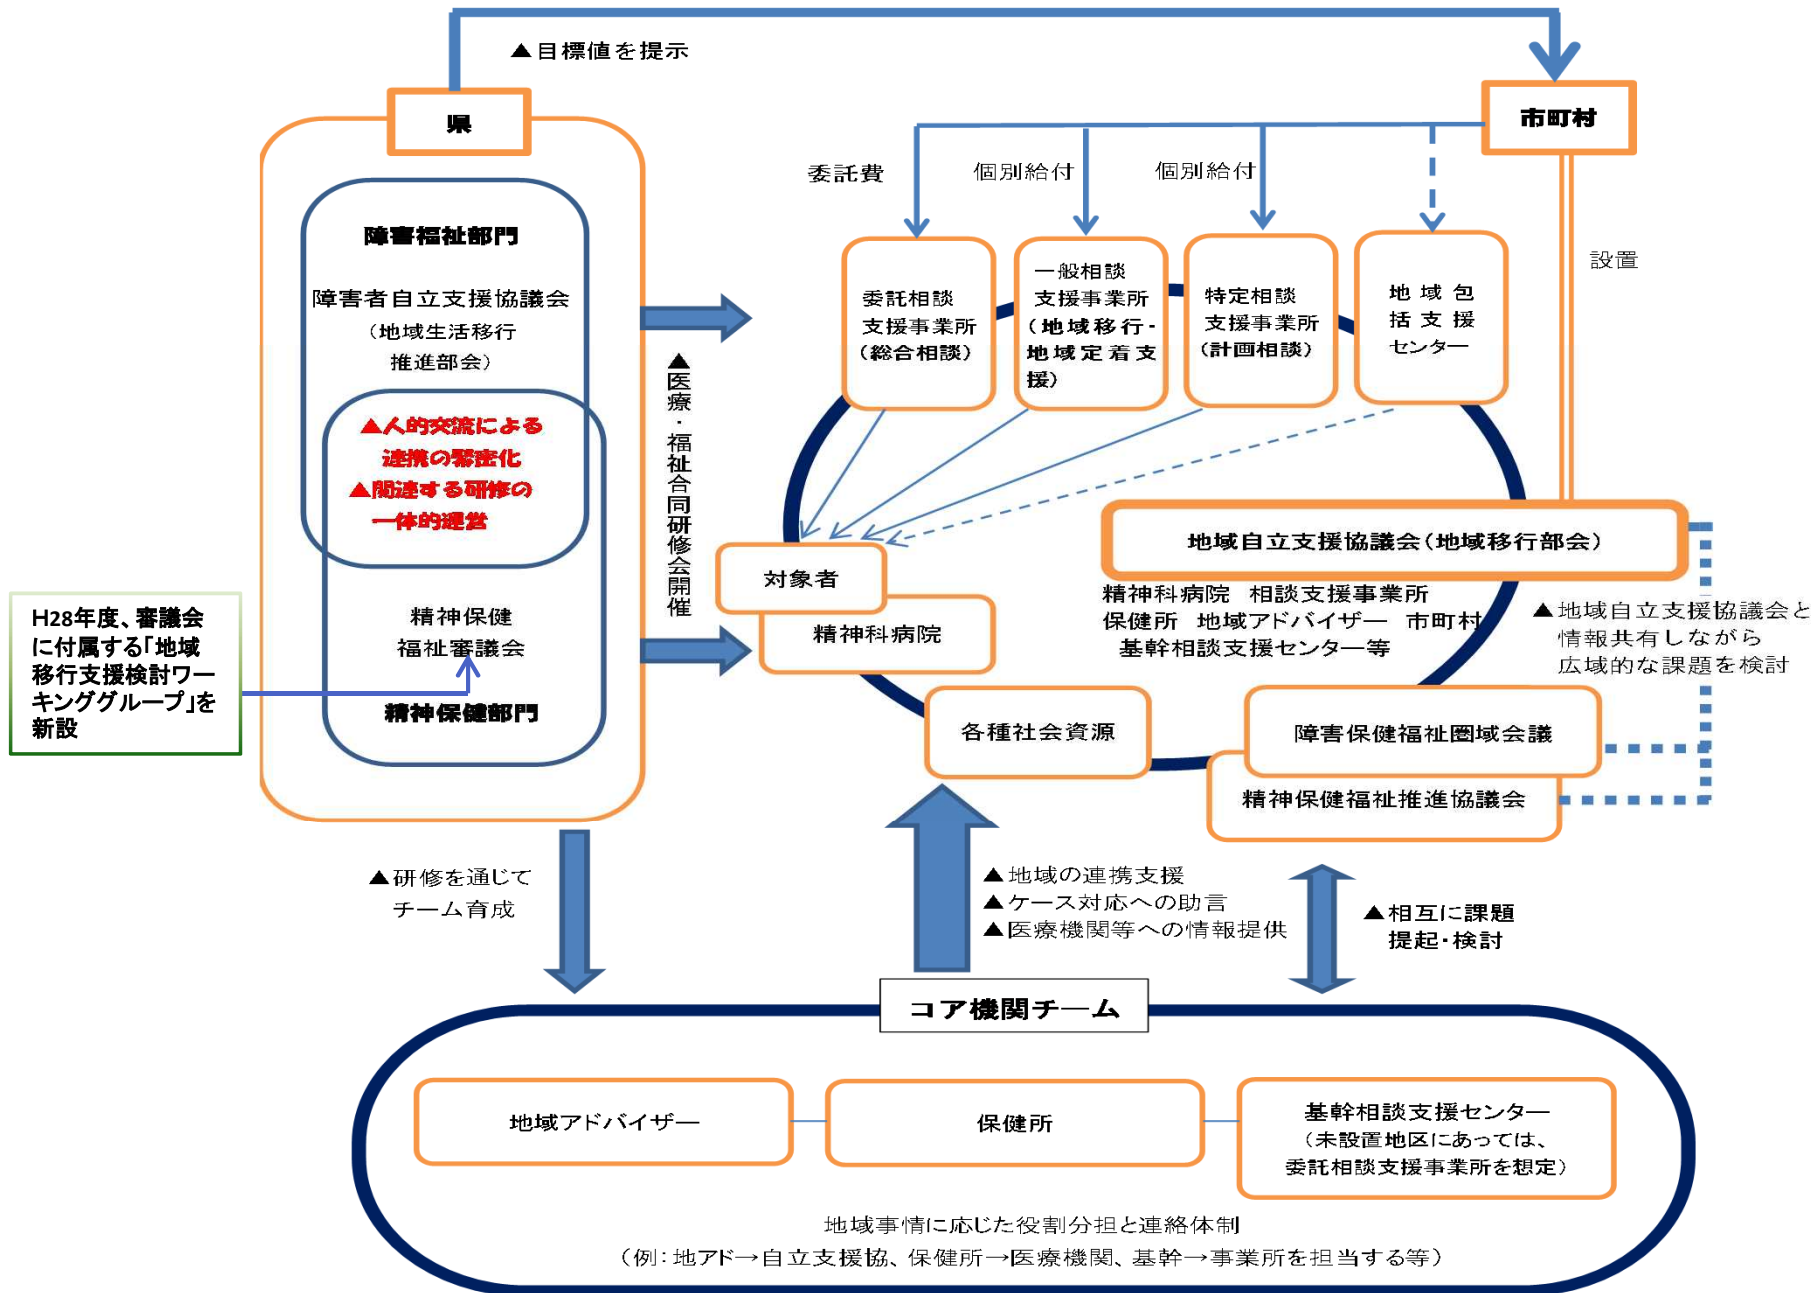 ▲目標値を提示
県
市町村
委託費
個別給付
個別給付
設置
障害福祉部門
障害者自立支援協議会
(地域生活移行
推進部会)
▲人的交流による
連携の緊密化
▲関連する研修の
一体的運営
精神保健
福祉審議会
精神保健部門
H28年度、審議会
に付属する「地域
移行支援検討ワー
キンググループ」を
新設
▲医療・福祉合同研修会開催
委託相談
支援事業所
(総合相談)
一般相談
支援事業所
(地域移行・
地域定着支
援)
特定相談
支援事業所
(計画相談)
地域包
括支援
センター
対象者
精神科病院
地域自立支援協議会(地域移行部会)
精神科病院 相談支援事業所
保健所 地域アドバイザー 市町村
基幹相談支援センター等
▲地域自立支援協議会と
情報共有しながら
広域的な課題を検討
各種社会資源
障害保健福祉圏域会議
精神保健福祉推進協議会
▲研修を通じて
チーム育成
▲地域の連携支援
▲ケース対応への助言
▲医療機関等への情報提供
▲相互に課題
提起・検討
コア機関チーム
地域アドバイザー
保健所
基幹相談支援センター
(未設置地区にあっては、
委託相談支援事業所を想定)
地域事情に応じた役割分担と連絡体制
(例:地アド→自立支援協、保健所→医療機関、基幹→事業所を担当する等)